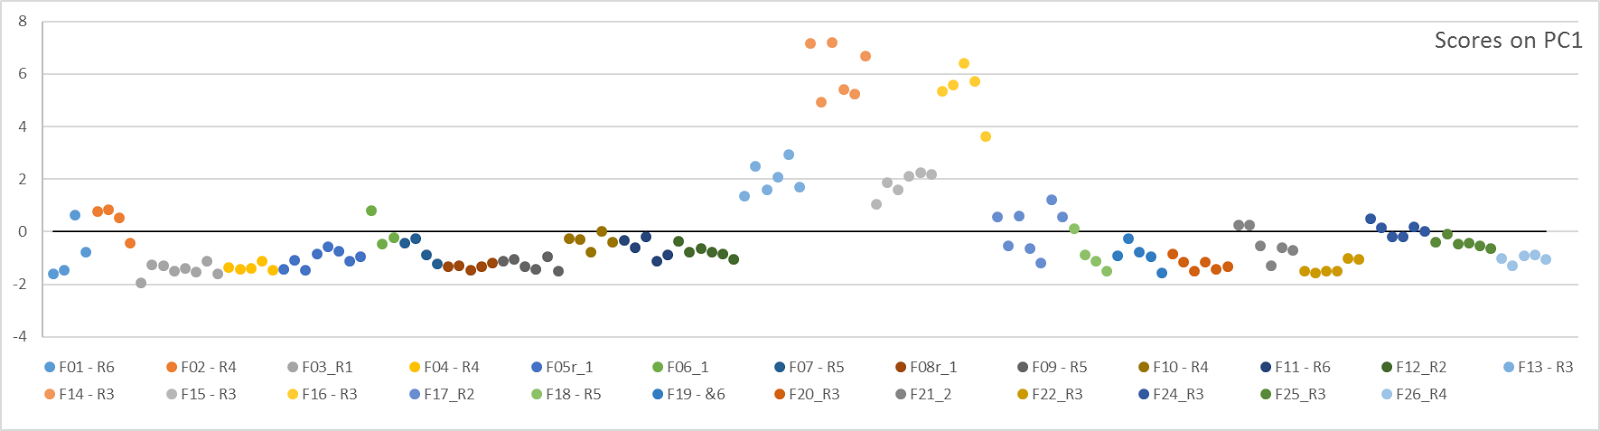 8
Scores on PC1
6
4
2
0
-2
-4
F01 - R6 F02 - R4 F03_R1 F04 - R4 F05r_1 F06_1 F07 - R5 F08r_1 F09 - R5 F10 - R4 F11 - R6 F12_R2 F13 - R3
F14 - R3 F15 - R3 F16 - R3 F17_R2 F18 - R5 F19 - &6 F20_R3 F21_2 F22_R3 F24_R3 F25_R3 F26_R4